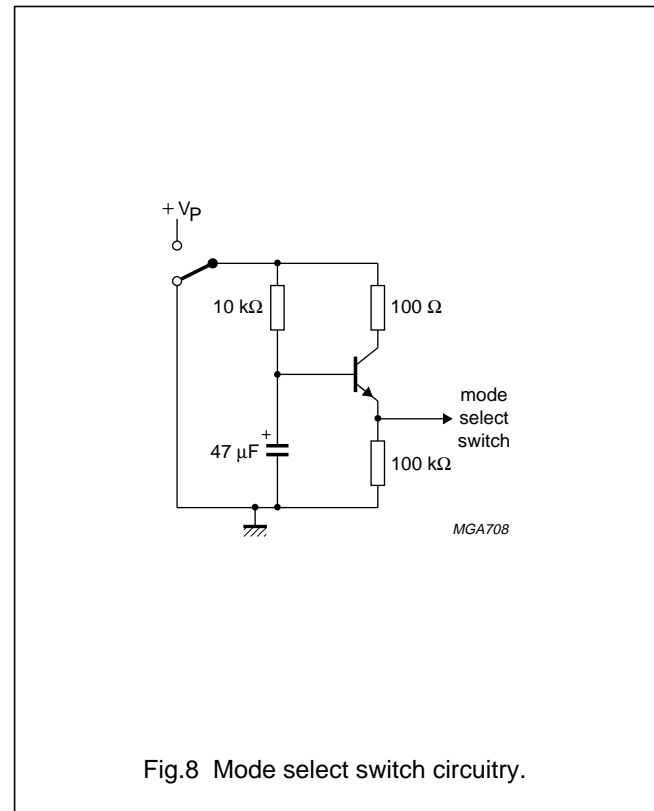 + VP
10 kΩ
100 Ω
mode
select
switch
47 μF
+
100 kΩ
MGA708
Fig.8 Mode select switch circuitry.